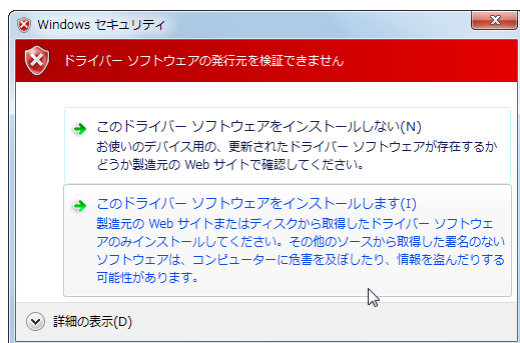 Windows セキュリティ
ドライバー ソフトウェアの発行元を検証できません
このドライバー ソフトウェアをインストールしない(N)
お使いのデバイス用の、更新されたドライバー ソフトウェアが存在するか
どうか製造元の Web サイトで確認してください。
このドライバー ソフトウェアをインストールします(I)
製造元の Web サイトまたはディスクから取得したドライバー ソフトウェ
アのみインストールしてください。その他のソースから取得した署名のない
ソフトウェアは、コンピューターに危害を及ぼしたり、情報を盗んだりする
可能性があります。
詳細の表示(D)